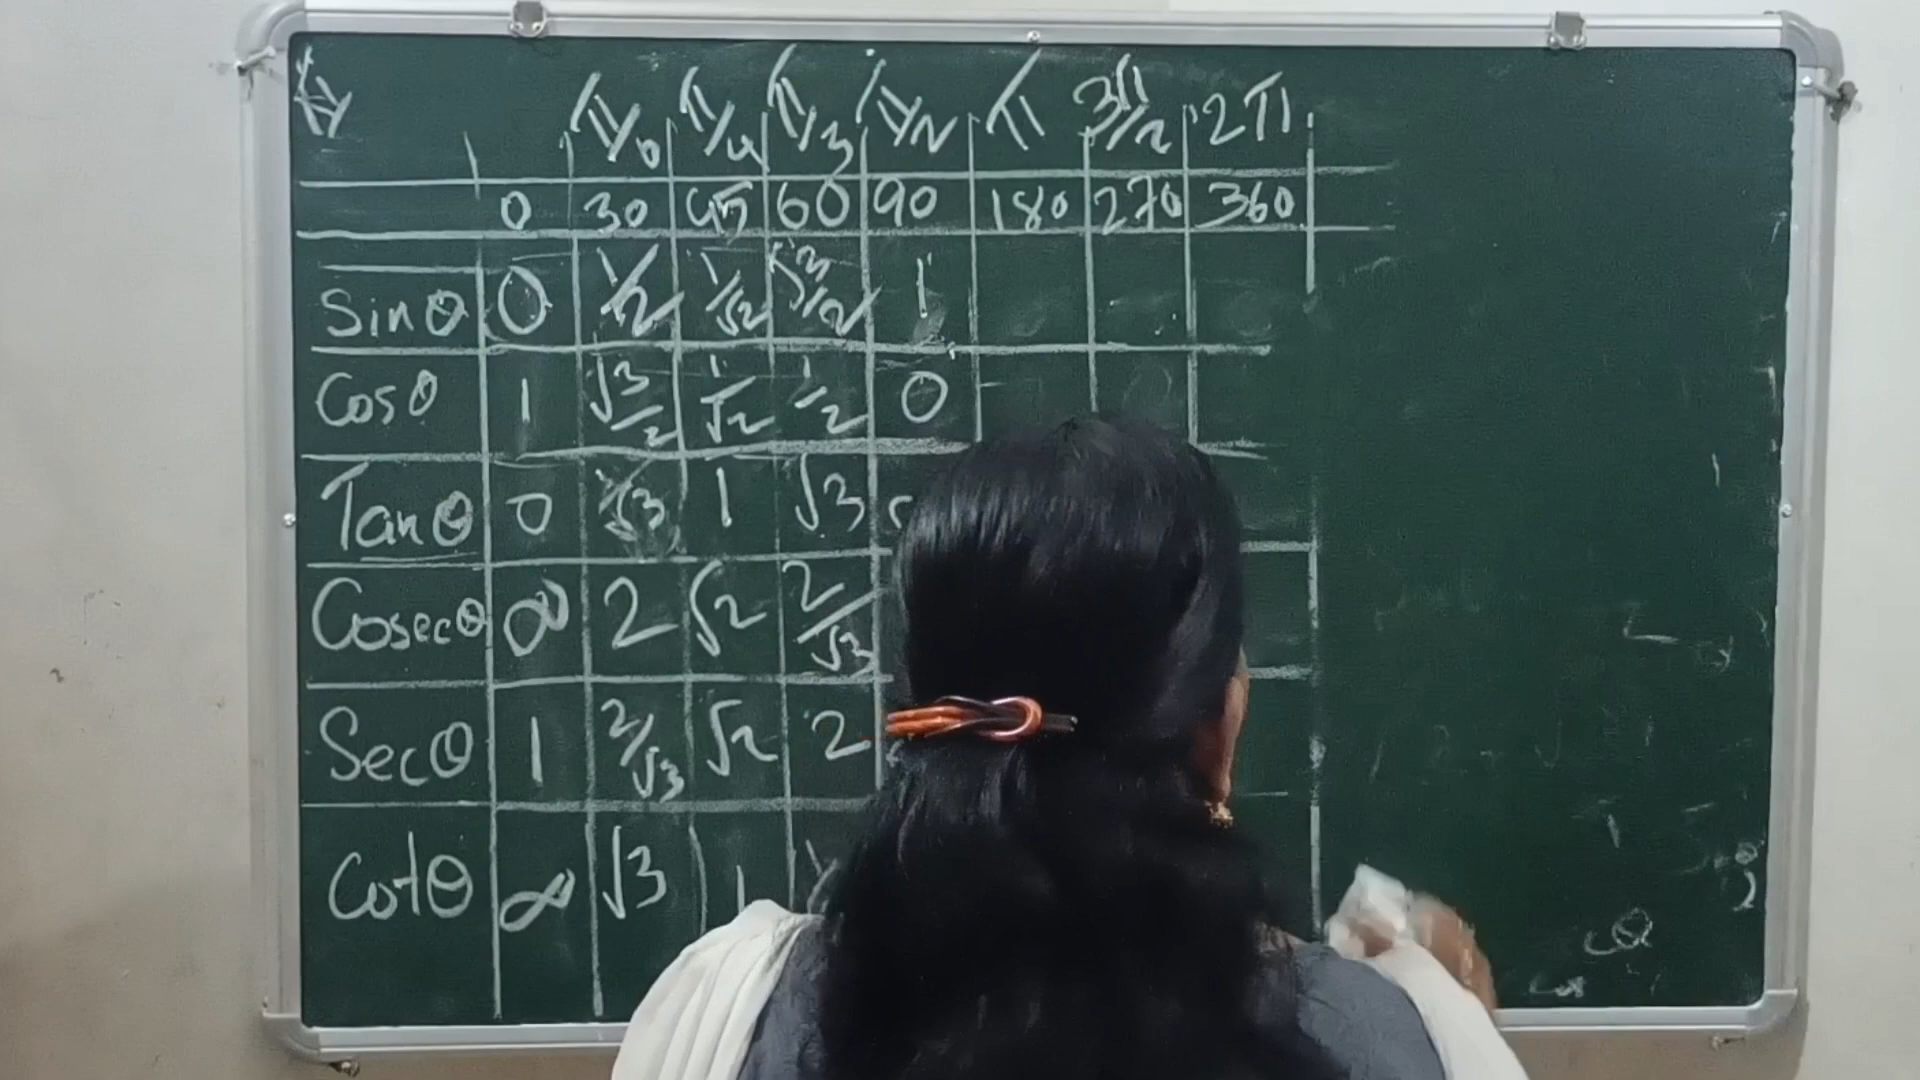 π/6 π/4 π/3 π/2 π 3π/2 2π
0 30 45 60 90 180 270 360
Sinθ 0 1/2 1/√2 √3/2 1
Cosθ 1 √3/2 1/√2 1/2 0
Tanθ 0 1/√3 1 √3
Cosecθ ∞ 2 √2 2/√3
Secθ 1 2/√3 √2 2
Cotθ ∞ √3 1